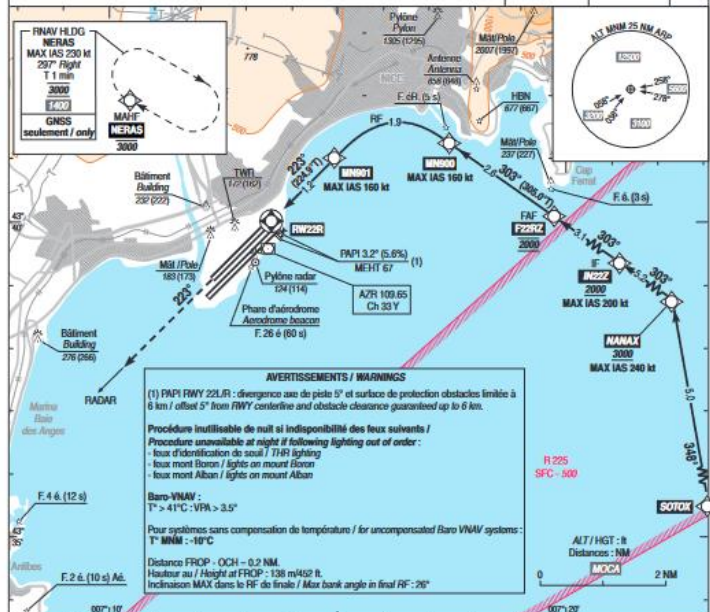 RNAV HLDG
NERAS
MAX IAS 230 kt
297° Right
T 1 min
3000
1400
GNSS
seulement / only
MAHF
NERAS
3000
778
500
Pylône
Pylon
1305 (1295)
Mât/Pole
2007 (1997)
NICE
Antenne
Antenna
858 (848)
500
HBN
677 (667)
F. éR. (5 s)
Mât/Pole
237 (227)
Cap
Ferrat
F. é. (3 s)
ALT MNM 25 NM ARP
5600
3200
3100
258°
278°
RF
1.9
MN901
MAX IAS 160 kt
MN900
MAX IAS 160 kt
223°
(224.9°T)
1.2
2.6
303°
(305.0°T)
FAF
F22RZ
2000
3.1
303°
IF
IN22Z
2000
MAX IAS 200 kt
5.2
303°
NANAX
3000
MAX IAS 240 kt
5.0
348°
SOTOX
Bâtiment
Building
232 (222)
TWR
172 (162)
43°
40'
RW22R
PAPI 3.2° (5.6%)
MEHT 67
(1)
Mât /Pole
183 (173)
Pylône radar
124 (114)
AZR 109.65
Ch 33 Y
Phare d'aérodrome
Aerodrome beacon
F. 26 é (60 s)
223°
Bâtiment
Building
276 (266)
RADAR
Marina
Baie
des Anges
F. 4 é. (12 s)
43°
35'
Antibes
F. 2 é. (10 s) Aé.
AVERTISSEMENTS / WARNINGS
(1) PAPI RWY 22L/R : divergence axe de piste 5° et surface de protection obstacles limitée à
6 km / offset 5° from RWY centerline and obstacle clearance guaranteed up to 6 km.
Procédure inutilisable de nuit si indisponibilité des feux suivants /
Procedure unavailable at night if following lighting out of order :
- feux d'identification de seuil / THR lighting
- feux mont Boron / lights on mount Boron
- feux mont Alban / lights on mount Alban
Baro-VNAV :
T° > 41°C : VPA > 3.5°
Pour systèmes sans compensation de température / for uncompensated Baro VNAV systems :
T° MNM : -10°C
Distance FROP - OCH – 0.2 NM.
Hauteur au / Height at FROP : 138 m/452 ft.
Inclinaison MAX dans le RF de finale / Max bank angle in final RF : 26°
R 225
SFC - 500
ALT / HGT : ft
Distances : NM
MOCA
0
2 NM
007° 10'
007° 20'